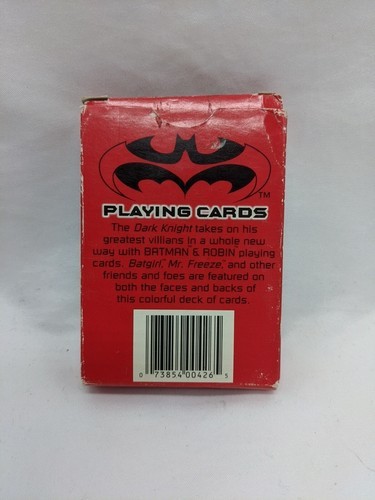 TM
PLAYING CARDS
The Dark Knight takes on his
greatest villians in a whole new
way with BATMAN & ROBIN playing
cards. Batgirl,™ Mr. Freeze,™ and other
friends and foes are featured on
both the faces and backs of
this colorful deck of cards.
0 73854 00426 5